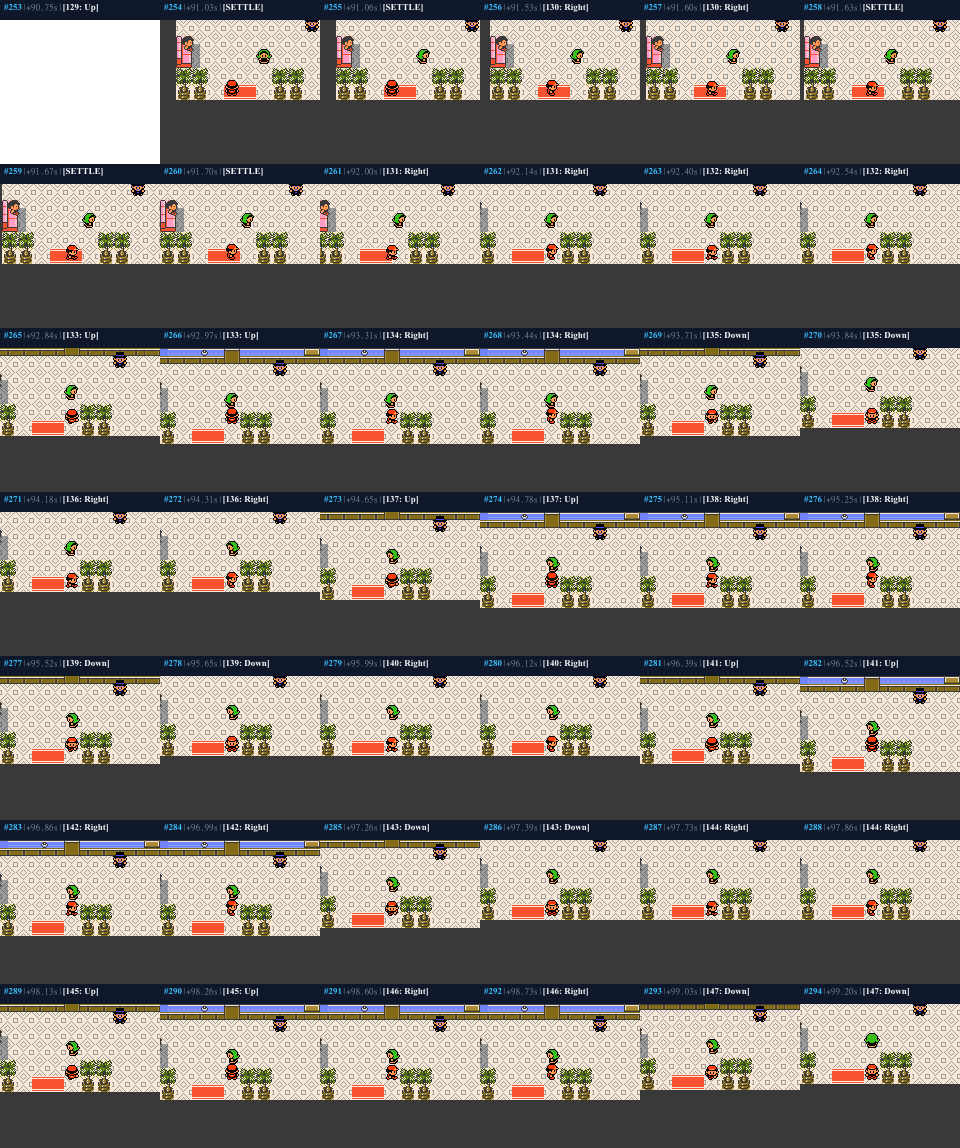 #253 |+90.75s| [129: Up]
#254 |+91.03s| [SETTLE]
#255 |+91.06s| [SETTLE]
#256 |+91.53s| [130: Right]
#257 |+91.60s| [130: Right]
#258 |+91.63s| [SETTLE]
#259 |+91.67s| [SETTLE]
#260 |+91.70s| [SETTLE]
#261 |+92.00s| [131: Right]
#262 |+92.14s| [131: Right]
#263 |+92.40s| [132: Right]
#264 |+92.54s| [132: Right]
#265 |+92.84s| [133: Up]
#266 |+92.97s| [133: Up]
#267 |+93.31s| [134: Right]
#268 |+93.44s| [134: Right]
#269 |+93.71s| [135: Down]
#270 |+93.84s| [135: Down]
#271 |+94.18s| [136: Right]
#272 |+94.31s| [136: Right]
#273 |+94.65s| [137: Up]
#274 |+94.78s| [137: Up]
#275 |+95.11s| [138: Right]
#276 |+95.25s| [138: Right]
#277 |+95.52s| [139: Down]
#278 |+95.65s| [139: Down]
#279 |+95.99s| [140: Right]
#280 |+96.12s| [140: Right]
#281 |+96.39s| [141: Up]
#282 |+96.52s| [141: Up]
#283 |+96.86s| [142: Right]
#284 |+96.99s| [142: Right]
#285 |+97.26s| [143: Down]
#286 |+97.39s| [143: Down]
#287 |+97.73s| [144: Right]
#288 |+97.86s| [144: Right]
#289 |+98.13s| [145: Up]
#290 |+98.26s| [145: Up]
#291 |+98.60s| [146: Right]
#292 |+98.73s| [146: Right]
#293 |+99.03s| [147: Down]
#294 |+99.20s| [147: Down]